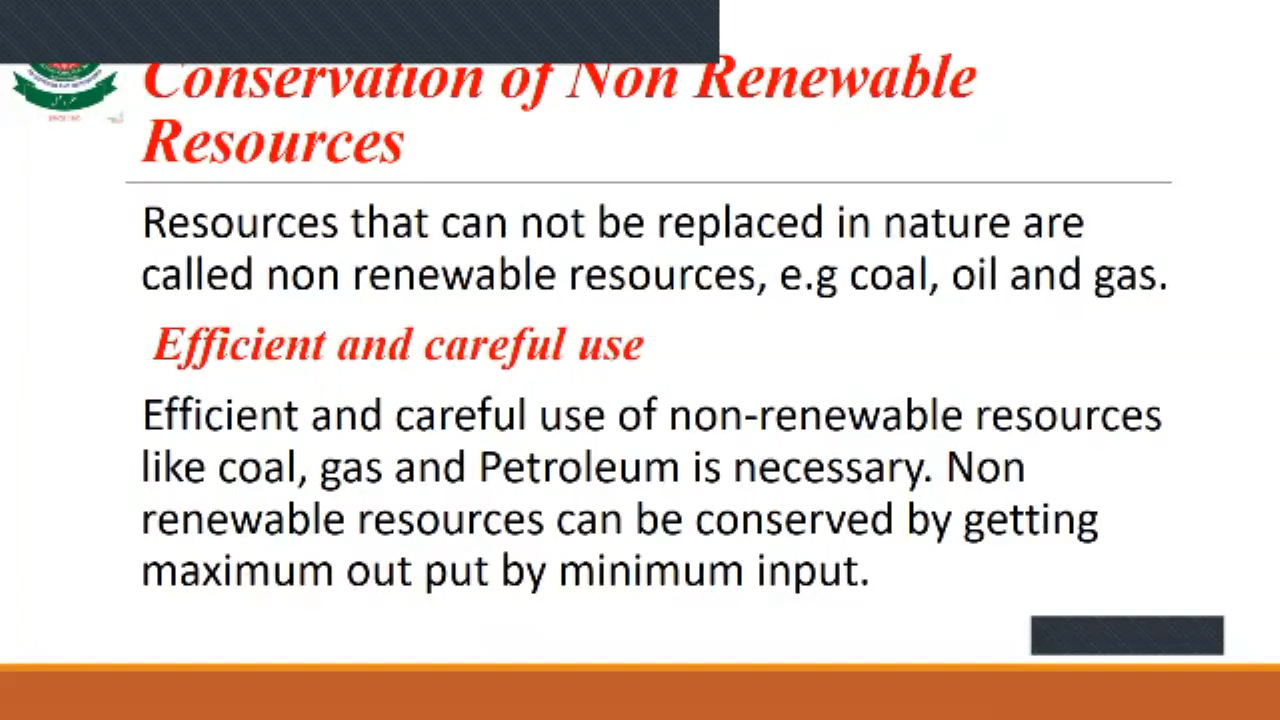 Conservation of Non Renewable
Resources
Resources that can not be replaced in nature are
called non renewable resources, e.g coal, oil and gas.
Efficient and careful use
Efficient and careful use of non-renewable resources
like coal, gas and Petroleum is necessary. Non
renewable resources can be conserved by getting
maximum out put by minimum input.